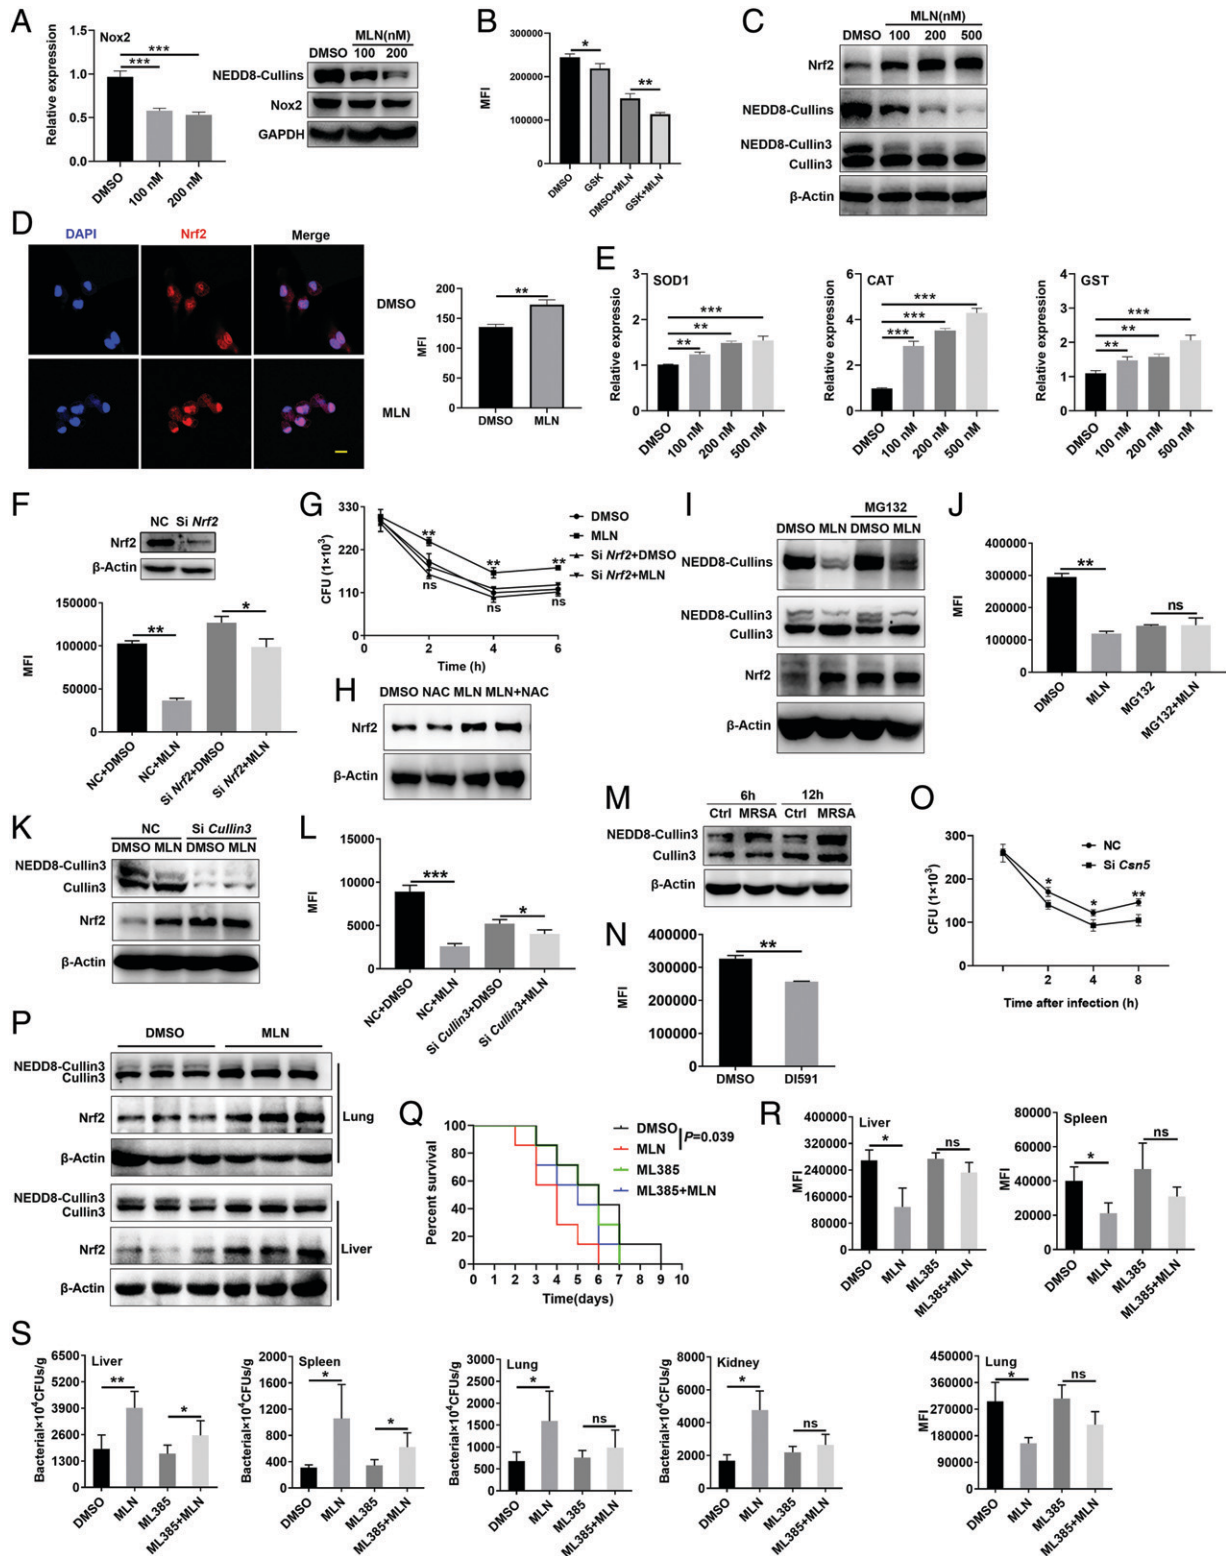 A
Nox2
***
***
Relative expression
1.5
1.0
0.5
0.0
DMSO
100 nM
200 nM
MLN(nM)
DMSO 100 200
NEDD8-Cullins
Nox2
GAPDH
B
MFI
300000
200000
100000
0
*
**
DMSO
GSK
DMSO+MLN
GSK+MLN
C
MLN(nM)
DMSO 100 200 500
Nrf2
NEDD8-Cullins
NEDD8-Cullin3
Cullin3
β-Actin
D
DAPI
Nrf2
Merge
DMSO
MLN
MFI
200
150
100
50
0
**
DMSO
MLN
E
SOD1
Relative expressio
3
2
1
0
***
**
**
DMSO
100 nM
200 nM
500 nM
CAT
Relative expression
6
4
2
0
***
***
***
DMSO
100 nM
200 nM
500 nM
GST
Relative expression
4
3
2
1
0
***
**
**
DMSO
100 nM
200 nM
500 nM
F
NC Si Nrf2
Nrf2
β-Actin
MFI
150000
100000
50000
0
**
*
NC+DMSO
NC+MLN
Si Nrf2+DMSO
Si Nrf2+MLN
G
CFU (1×10³)
330
220
110
0
**
**
**
ns
ns
ns
0
2
4
6
Time (h)
DMSO
MLN
Si Nrf2+DMSO
Si Nrf2+MLN
H
DMSO NAC MLN MLN+NAC
Nrf2
β-Actin
I
MG132
DMSO MLN DMSO MLN
NEDD8-Cullins
NEDD8-Cullin3
Cullin3
Nrf2
β-Actin
J
MFI
400000
300000
200000
100000
0
**
ns
DMSO
MLN
MG132
MG132+MLN
K
NC Si Cullin3
DMSO MLN DMSO MLN
NEDD8-Cullin3
Cullin3
Nrf2
β-Actin
L
MFI
15000
10000
5000
0
***
*
NC+DMSO
NC+MLN
Si Cullin3+DMSO
Si Cullin3+MLN
M
6h 12h
Ctrl MRSA Ctrl MRSA
NEDD8-Cullin3
Cullin3
β-Actin
N
MFI
400000
300000
200000
100000
0
**
DMSO
DI591
O
CFU (1×10³)
300
200
100
0
NC
Si Csn5
*
*
**
2
4
8
Time after infection (h)
P
DMSO MLN
NEDD8-Cullin3
Cullin3
Nrf2
β-Actin
Lung
NEDD8-Cullin3
Cullin3
Nrf2
β-Actin
Liver
Q
Percent survival
100
80
60
40
20
0
0 1 2 3 4 5 6 7 8 9 10
Time(days)
DMSO
MLN
P=0.039
ML385
ML385+MLN
R
Liver
MFI
400000
320000
240000
160000
80000
0
*
ns
DMSO
MLN
ML385
ML385+MLN
Spleen
MFI
80000
60000
40000
20000
0
*
ns
DMSO
MLN
ML385
ML385+MLN
S
Liver
Bacterial×10⁴CFUs/g
6500
5200
3900
2600
1300
0
**
*
DMSO
MLN
ML385
ML385+MLN
Spleen
Bacterial×10⁴CFUs/g
2000
1600
1200
800
400
0
*
*
DMSO
MLN
ML385
ML385+MLN
Lung
Bacterial×10⁴CFUs/g
3000
2500
2000
1500
1000
500
0
*
ns
DMSO
MLN
ML385
ML385+MLN
Kidney
Bacterial×10⁴CFUs/g
8000
6000
4000
2000
0
*
ns
DMSO
MLN
ML385
ML385+MLN
Lung
MFI
450000
360000
270000
180000
90000
0
*
ns
DMSO
MLN
ML385
ML385+MLN